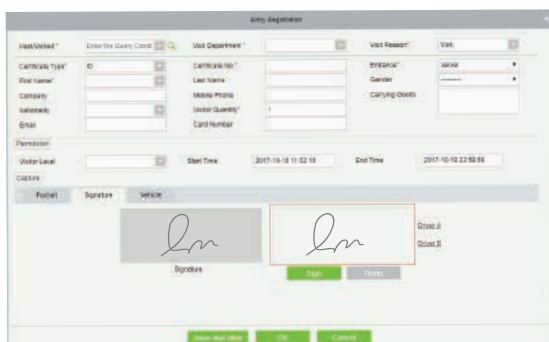 Entry Registration
Host/Visited* Enter the Query Condi Visit Department* Visit Reason* Visit
Certificate Type* ID Certificate No.* Entrance* server
First Name* Last Name Gender ----------
Company Mobile Phone Carrying Goods
Nationality Visitor Quantity* 1
Email Card Number
Permission
Visitor Level Start Time 2017-10-18 11:02:18 End Time 2017-10-18 23:59:59
Capture
Portrait Signature Vehicle
Driver A
Driver B
Signature Sign
Save and New OK Cancel